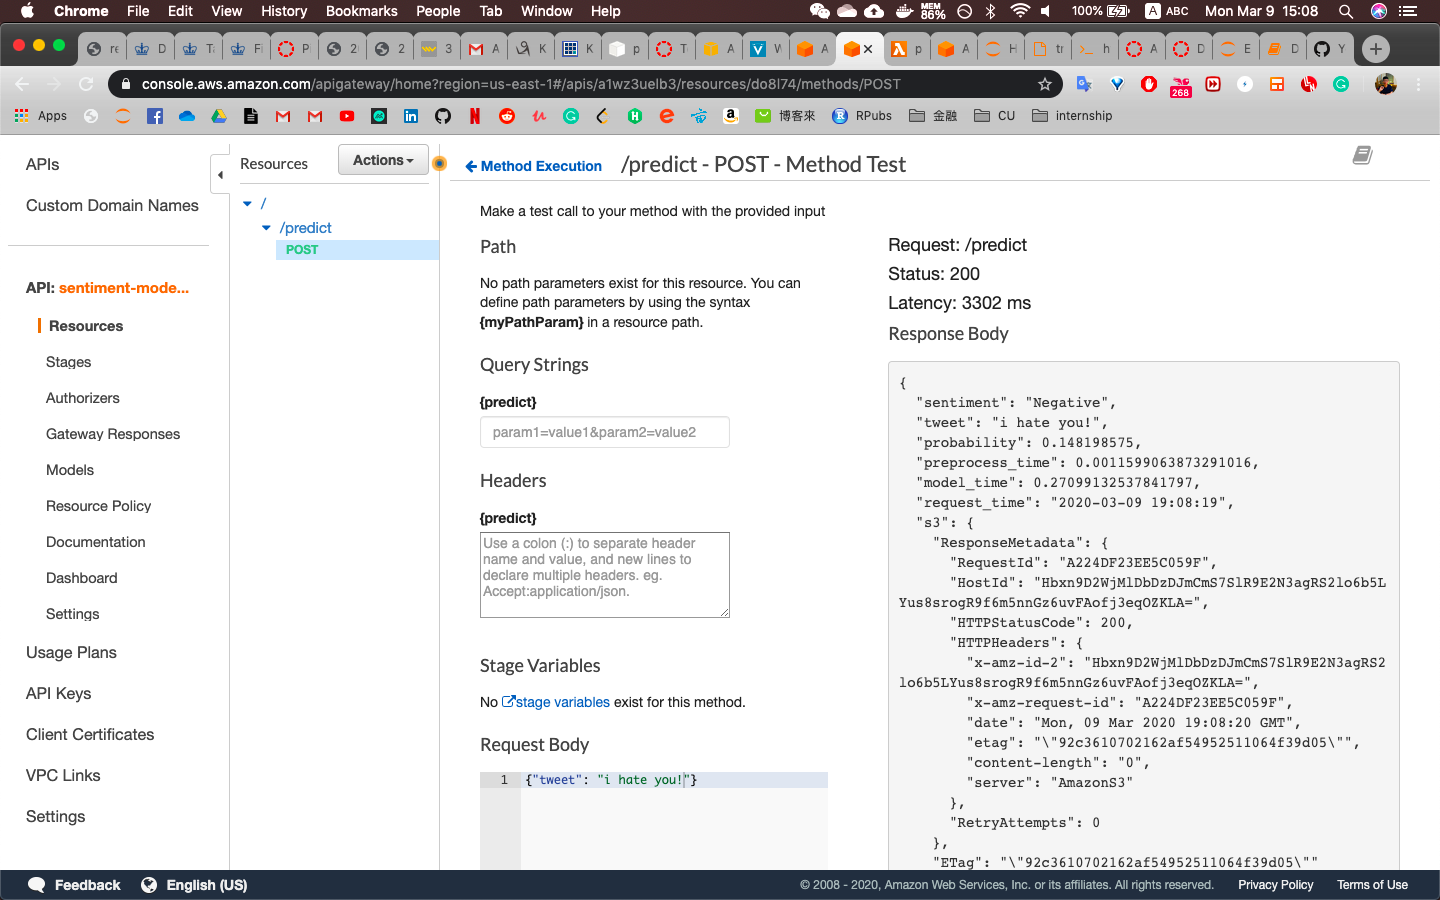 Chrome File Edit View History Bookmarks People Tab Window Help MEM 86% 100% A ABC Mon Mar 9 15:08
re D T Fi P 2 2 3 A K K p T A V A p A H tr h A D E D Y
console.aws.amazon.com/apigateway/home?region=us-east-1#/apis/a1wz3uelb3/resources/do8l74/methods/POST
268
Apps 博客來 RPubs 金融 CU internship
APIs
Custom Domain Names
API: sentiment-mode...
Resources
Stages
Authorizers
Gateway Responses
Models
Resource Policy
Documentation
Dashboard
Settings
Usage Plans
API Keys
Client Certificates
VPC Links
Settings
Resources
Actions
/
/predict
POST
Method Execution /predict - POST - Method Test
Make a test call to your method with the provided input
Path
No path parameters exist for this resource. You can
define path parameters by using the syntax
{myPathParam} in a resource path.
Query Strings
{predict}
param1=value1&param2=value2
Headers
{predict}
Use a colon (:) to separate header
name and value, and new lines to
declare multiple headers. eg.
Accept:application/json.
Stage Variables
No stage variables exist for this method.
Request Body
1 {"tweet": "i hate you!"}
Request: /predict
Status: 200
Latency: 3302 ms
Response Body
{
"sentiment": "Negative",
"tweet": "i hate you!",
"probability": 0.148198575,
"preprocess_time": 0.0011599063873291016,
"model_time": 0.27099132537841797,
"request_time": "2020-03-09 19:08:19",
"s3": {
"ResponseMetadata": {
"RequestId": "A224DF23EE5C059F",
"HostId": "Hbxn9D2WjMlDbDzDJmCmS7SlR9E2N3agRS2lo6b5L
Yus8srogR9f6m5nnGz6uvFAofj3eqOZKLA=",
"HTTPStatusCode": 200,
"HTTPHeaders": {
"x-amz-id-2": "Hbxn9D2WjMlDbDzDJmCmS7SlR9E2N3agRS2
lo6b5LYus8srogR9f6m5nnGz6uvFAofj3eqOZKLA=",
"x-amz-request-id": "A224DF23EE5C059F",
"date": "Mon, 09 Mar 2020 19:08:20 GMT",
"etag": "\"92c3610702162af54952511064f39d05\"",
"content-length": "0",
"server": "AmazonS3"
},
"RetryAttempts": 0
},
"ETag": "\"92c3610702162af54952511064f39d05\""
Feedback English (US) © 2008 - 2020, Amazon Web Services, Inc. or its affiliates. All rights reserved. Privacy Policy Terms of Use